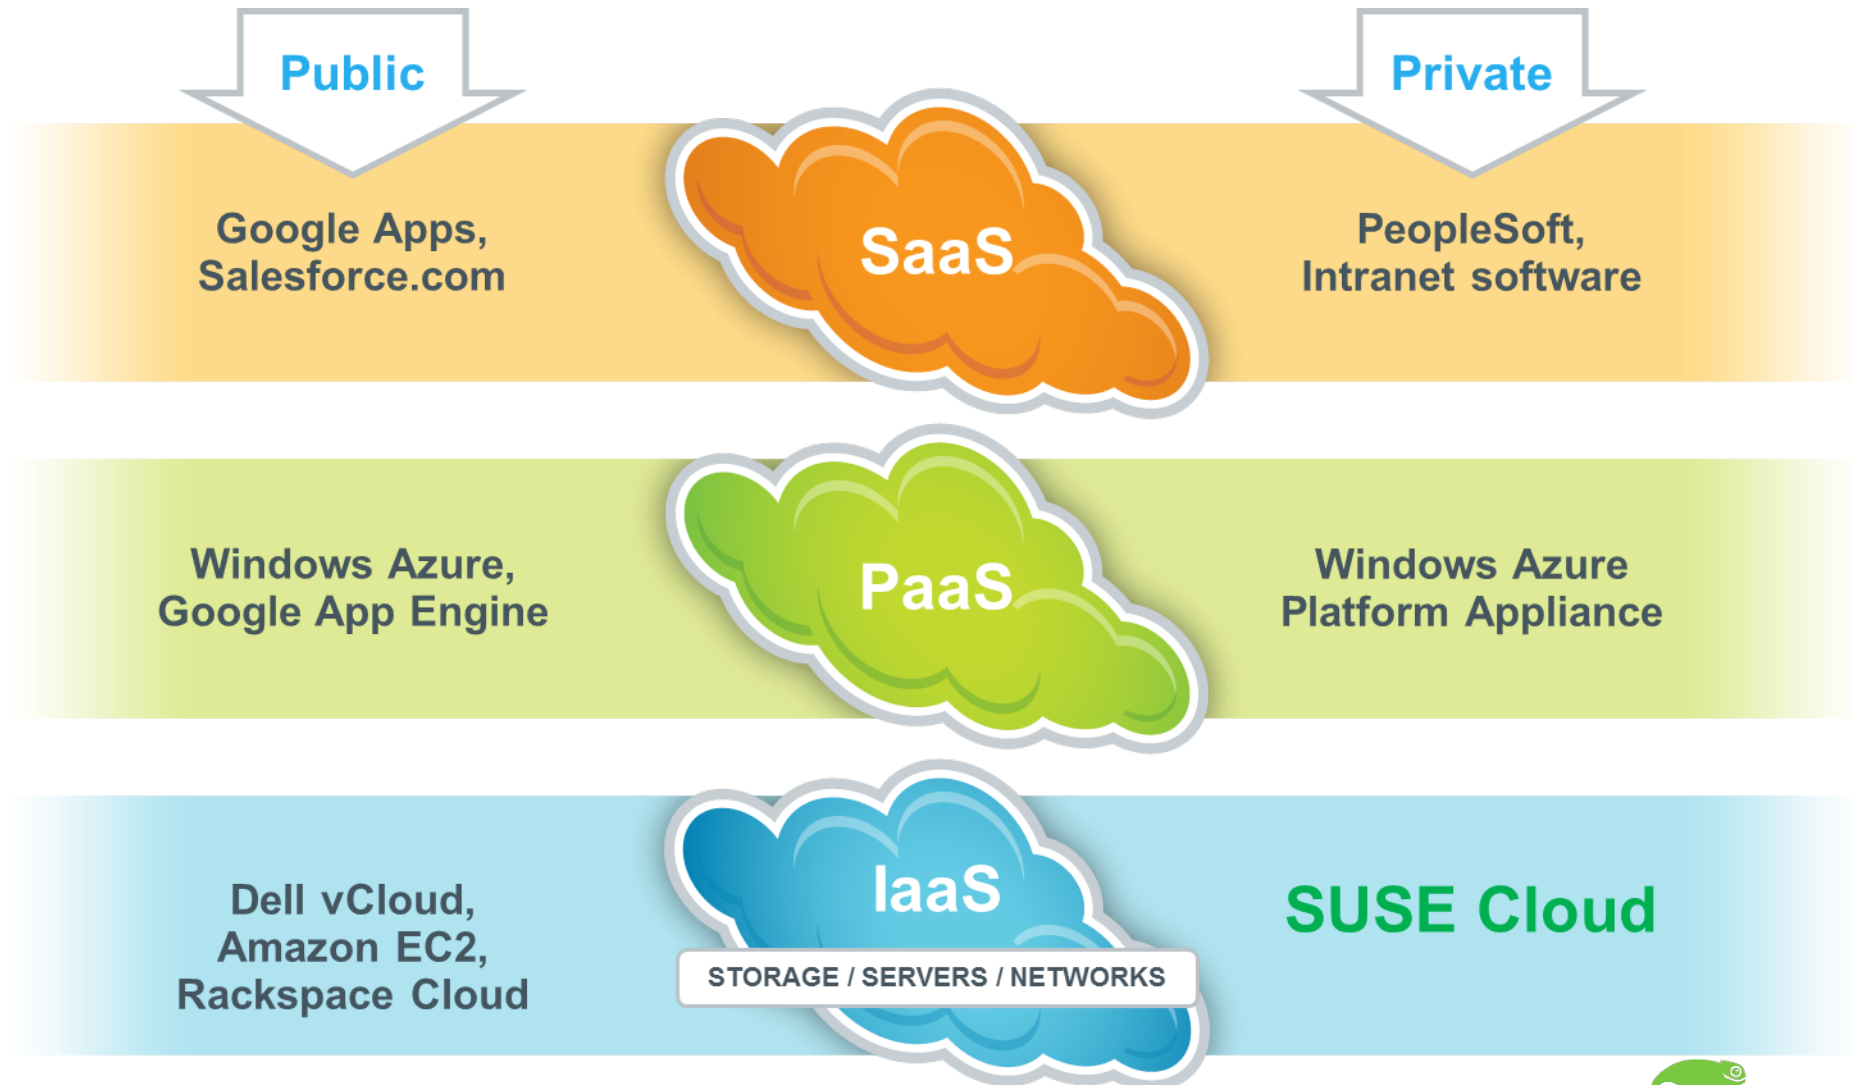 Public
Private
Google Apps,
Salesforce.com
SaaS
PeopleSoft,
Intranet software
Windows Azure,
Google App Engine
PaaS
Windows Azure
Platform Appliance
Dell vCloud,
Amazon EC2,
Rackspace Cloud
IaaS
STORAGE / SERVERS / NETWORKS
SUSE Cloud